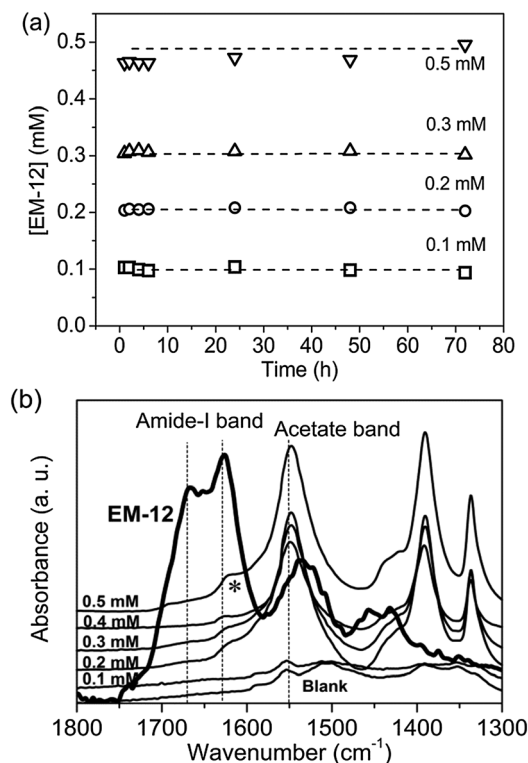 (a)
0.5
0.4
0.3
0.2
0.1
0.0
[EM-12] (mM)
0.5 mM
0.3 mM
0.2 mM
0.1 mM
0 10 20 30 40 50 60 70 80
Time (h)
(b)
Amide-I band
Acetate band
EM-12
*
0.5 mM
0.4 mM
0.3 mM
0.2 mM
0.1 mM
Blank
Absorbance (a. u.)
1800 1700 1600 1500 1400 1300
Wavenumber (cm⁻¹)